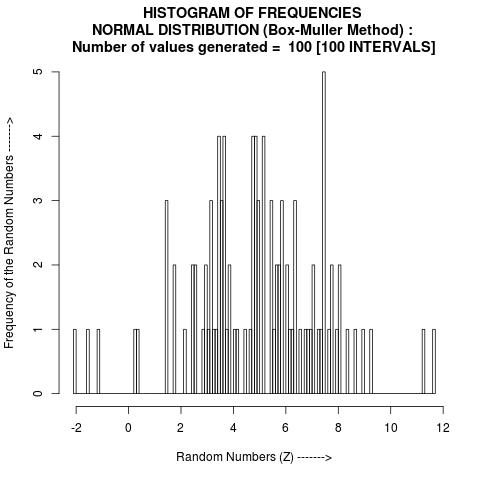 HISTOGRAM OF FREQUENCIES
NORMAL DISTRIBUTION (Box-Muller Method) :
Number of values generated =  100 [100 INTERVALS]
Frequency of the Random Numbers ------->
5
4
3
2
1
0
-2 0 2 4 6 8 10 12
Random Numbers (Z) ------->